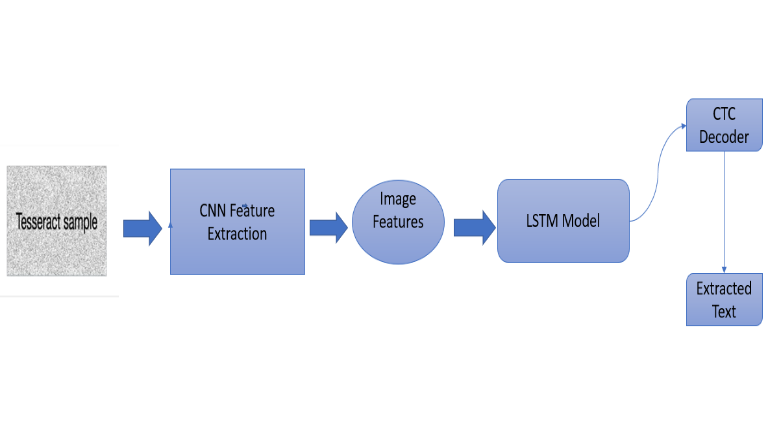 Tesseract sample
CNN Feature
Extraction
Image
Features
LSTM Model
CTC
Decoder
Extracted
Text